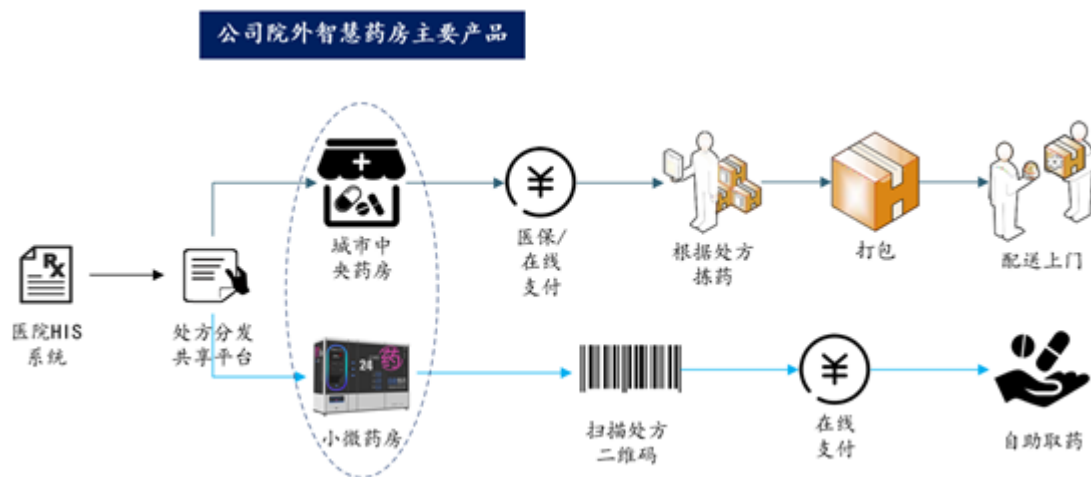 公司院外智慧药房主要产品
城市中
央药房
医保/
在线
支付
根据处方
拣药
打包
配送上门
Rx
医院HIS
系统
处方分发
共享平台
24
药
小微药房
扫描处方
二维码
在线
支付
自助取药